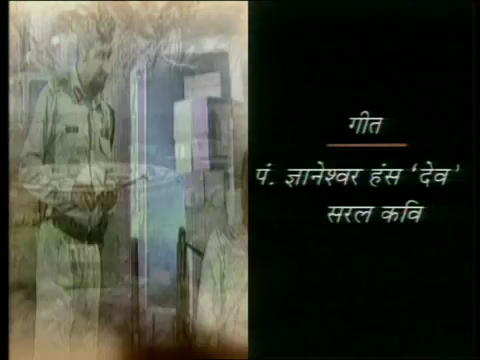 गीत
पं. ज्ञानेश्वर हंस ‘देव’
सरल कवि